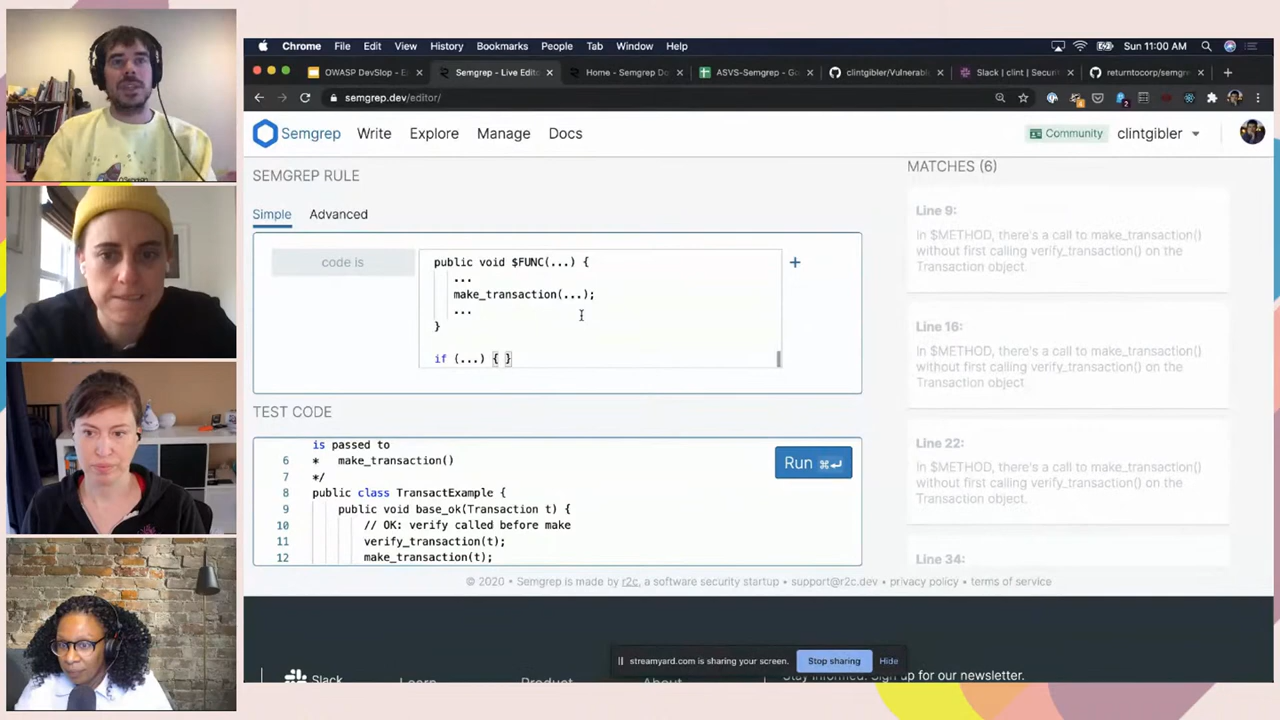 Chrome File Edit View History Bookmarks People Tab Window Help Sun 11:00 AM
OWASP DevSlop - E Semgrep - Live Edito Home - Semgrep Do ASVS-Semgrep - Go clintgibler/Vulnerabl Slack | clint | Securi returntocorp/semgre
semgrep.dev/editor/
Semgrep Write Explore Manage Docs Community clintgibler
SEMGREP RULE
Simple Advanced
code is
public void $FUNC(...) {
...
make_transaction(...);
...
}
if (...) { }
+
TEST CODE
Run ⌘↵
is passed to
6 * make_transaction()
7 */
8 public class TransactExample {
9 public void base_ok(Transaction t) {
10 // OK: verify called before make
11 verify_transaction(t);
12 make_transaction(t);
MATCHES (6)
Line 9:
In $METHOD, there's a call to make_transaction()
without first calling verify_transaction() on the
Transaction object.
Line 16:
In $METHOD, there's a call to make_transaction()
without first calling verify_transaction() on the
Transaction object.
Line 22:
In $METHOD, there's a call to make_transaction()
without first calling verify_transaction() on the
Transaction object.
Line 34:
© 2020 • Semgrep is made by r2c, a software security startup • support@r2c.dev • privacy policy • terms of service
streamyard.com is sharing your screen. Stop sharing Hide
Slack Learn Product About Stay informed. Sign up for our newsletter.